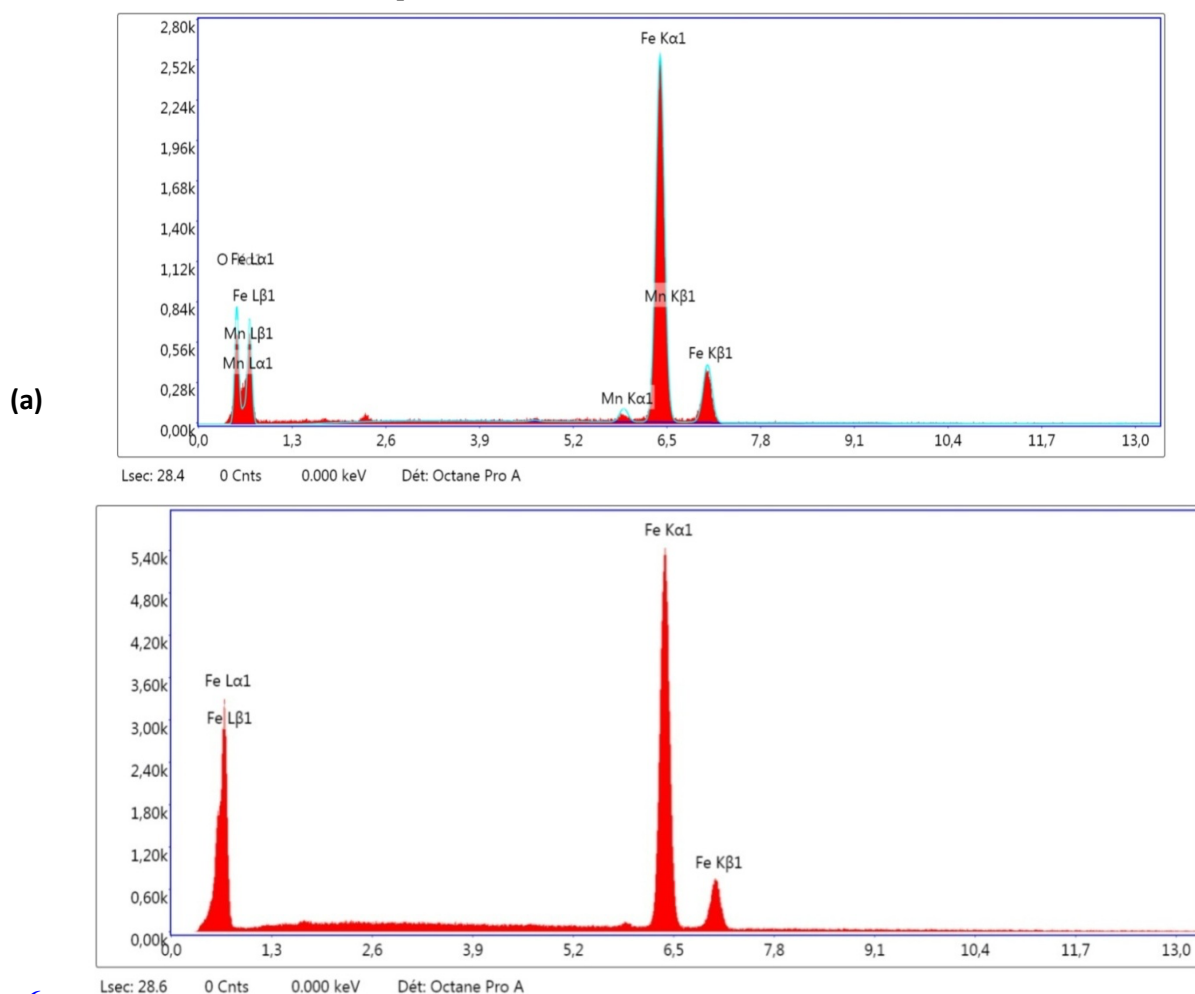 2,80k
Fe Kα1
2,52k
2,24k
1,96k
1,68k
1,40k
O Fe Lα1
1,12k
Fe Lβ1
Mn Kβ1
0,84k
Mn Lβ1
0,56k
Fe Kβ1
Mn Lα1
0,28k
Mn Kα1
(a)
0,00k
0,0 1,3 2,6 3,9 5,2 6,5 7,8 9,1 10,4 11,7 13,0
Lsec: 28.4 0 Cnts 0.000 keV Dét: Octane Pro A
Fe Kα1
5,40k
4,80k
4,20k
3,60k
Fe Lα1
3,00k
Fe Lβ1
2,40k
1,80k
1,20k
Fe Kβ1
0,60k
0,00k
0,0 1,3 2,6 3,9 5,2 6,5 7,8 9,1 10,4 11,7 13,0
Lsec: 28.6 0 Cnts 0.000 keV Dét: Octane Pro A